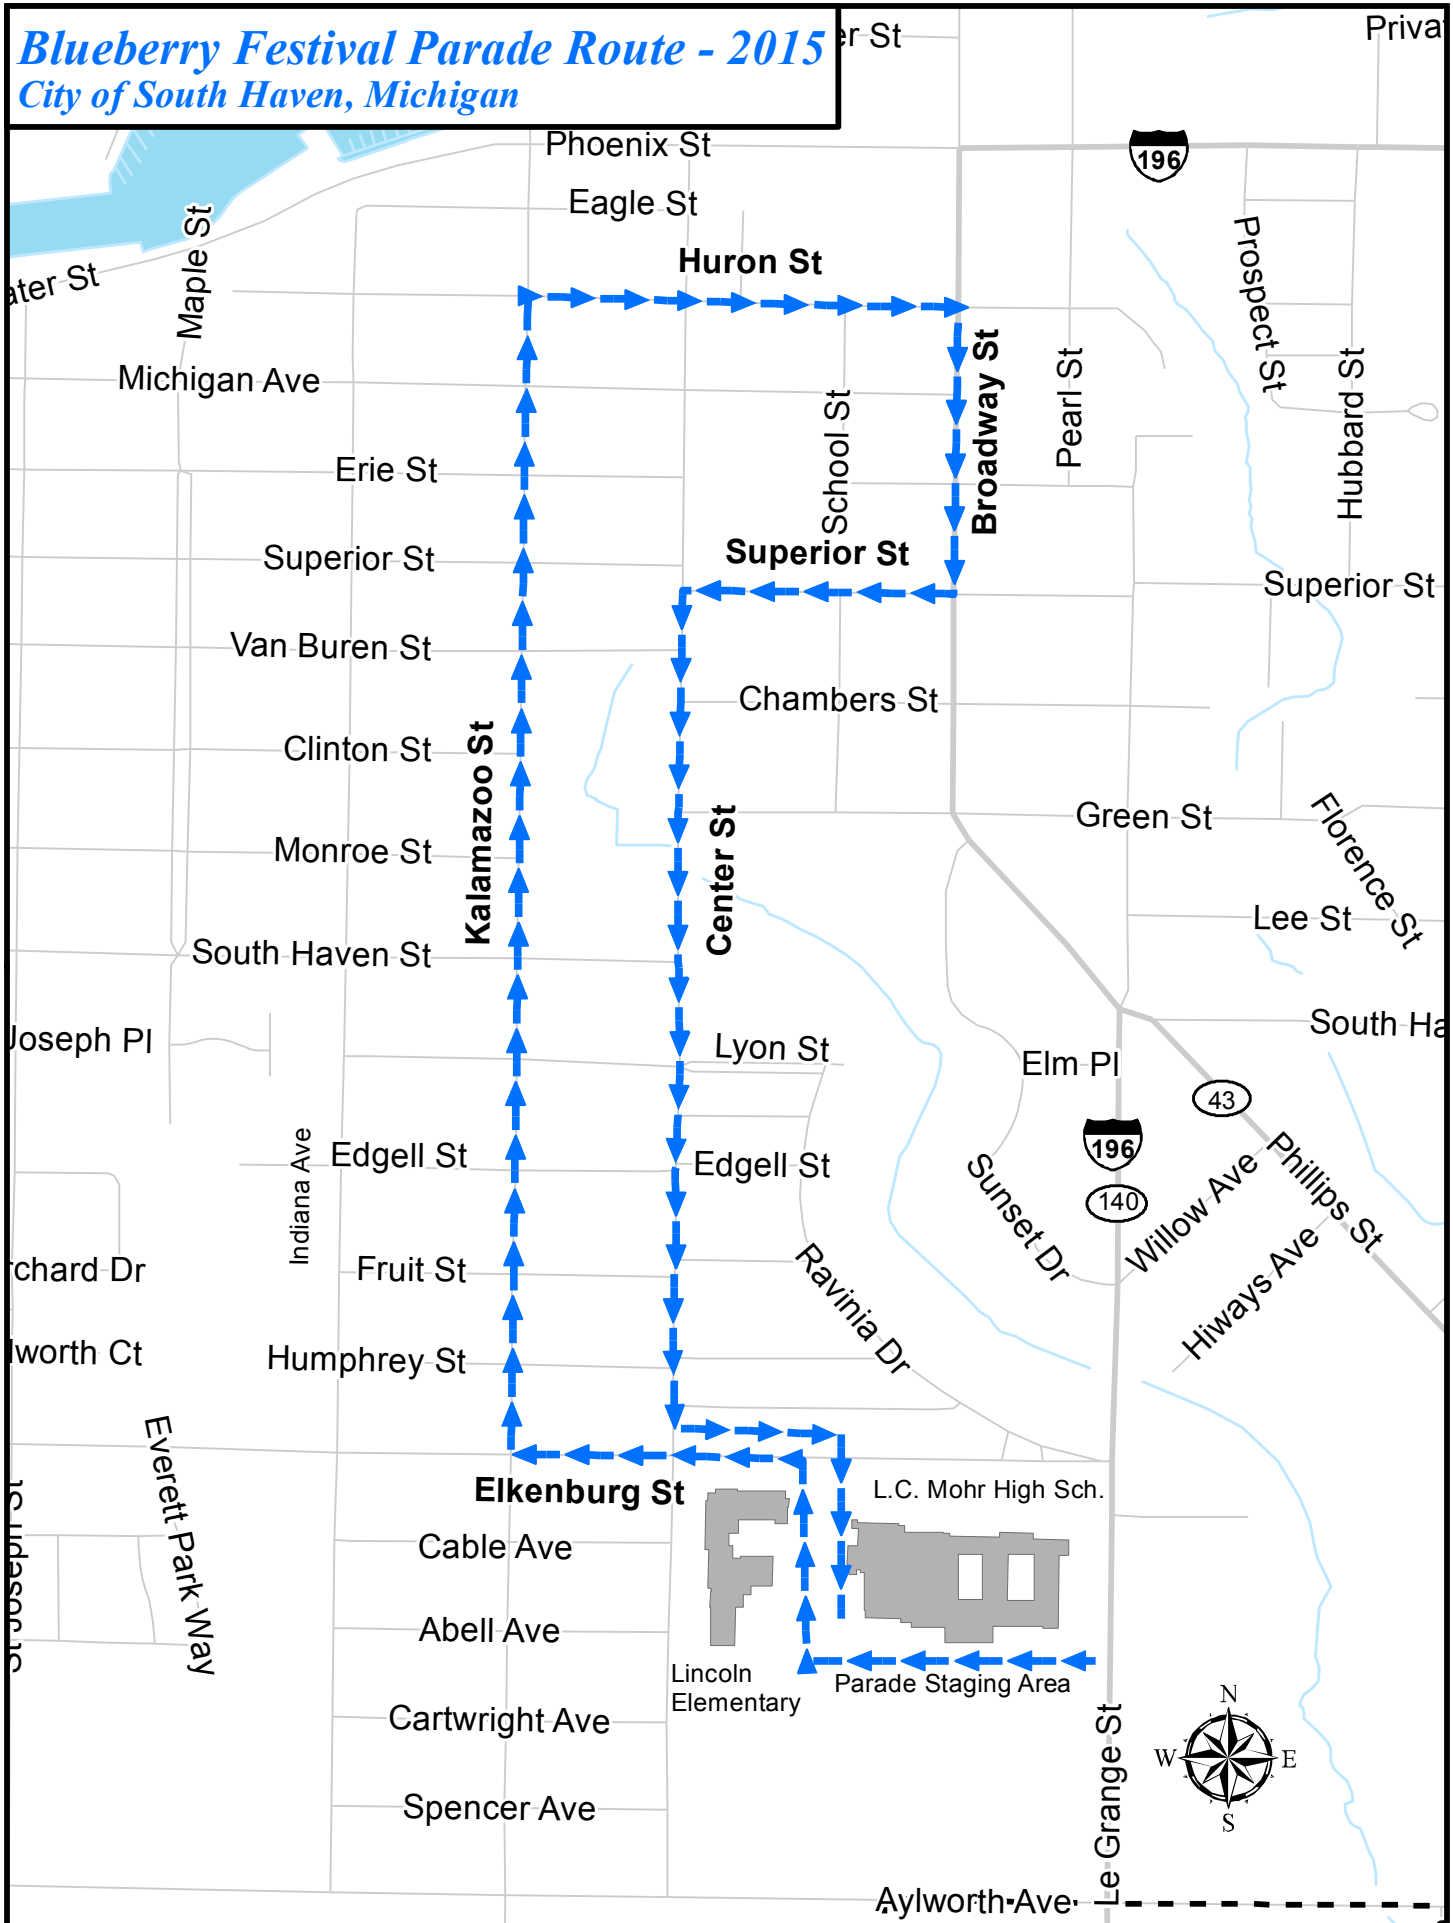 Blueberry Festival Parade Route - 2015
City of South Haven, Michigan
er St
Priva
Phoenix St
196
Eagle St
Maple St
Huron St
Prospect St
ater St
Michigan Ave
School St
Broadway St
Pearl St
Hubbard St
Erie St
Superior St
Superior St
Superior St
Van Buren St
Chambers St
Kalamazoo St
Clinton St
Center St
Green St
Florence St
Monroe St
Lee St
South Haven St
South Ha
Joseph Pl
Lyon St
Elm Pl
43
196
140
Indiana Ave
Edgell St
Edgell St
Sunset Dr
Willow Ave
Phillips St
Hiways Ave
rchard Dr
Fruit St
Ravinia Dr
lworth Ct
Humphrey St
Everett Park Way
St Joseph St
Elkenburg St
L.C. Mohr High Sch.
Cable Ave
Abell Ave
Lincoln
Elementary
Parade Staging Area
Cartwright Ave
Le Grange St
N
W
E
S
Spencer Ave
Aylworth Ave